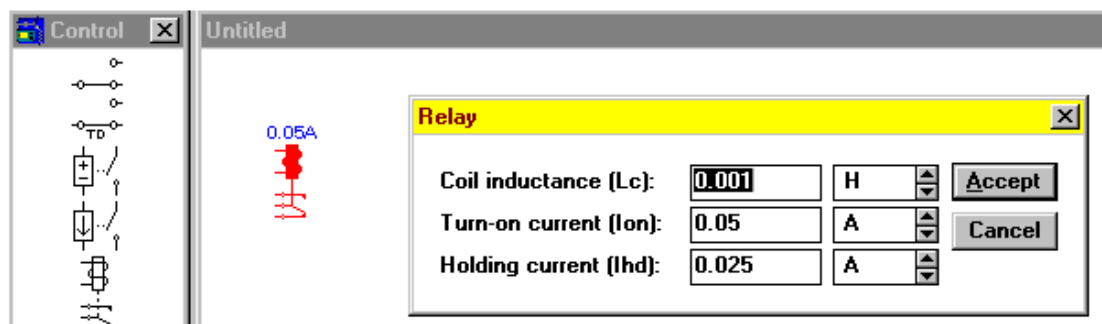 Control
Untitled
TD
0.05A
Relay
Coil inductance (Lc): 0.001 H Accept
Turn-on current (Ion): 0.05 A Cancel
Holding current (Ihd): 0.025 A